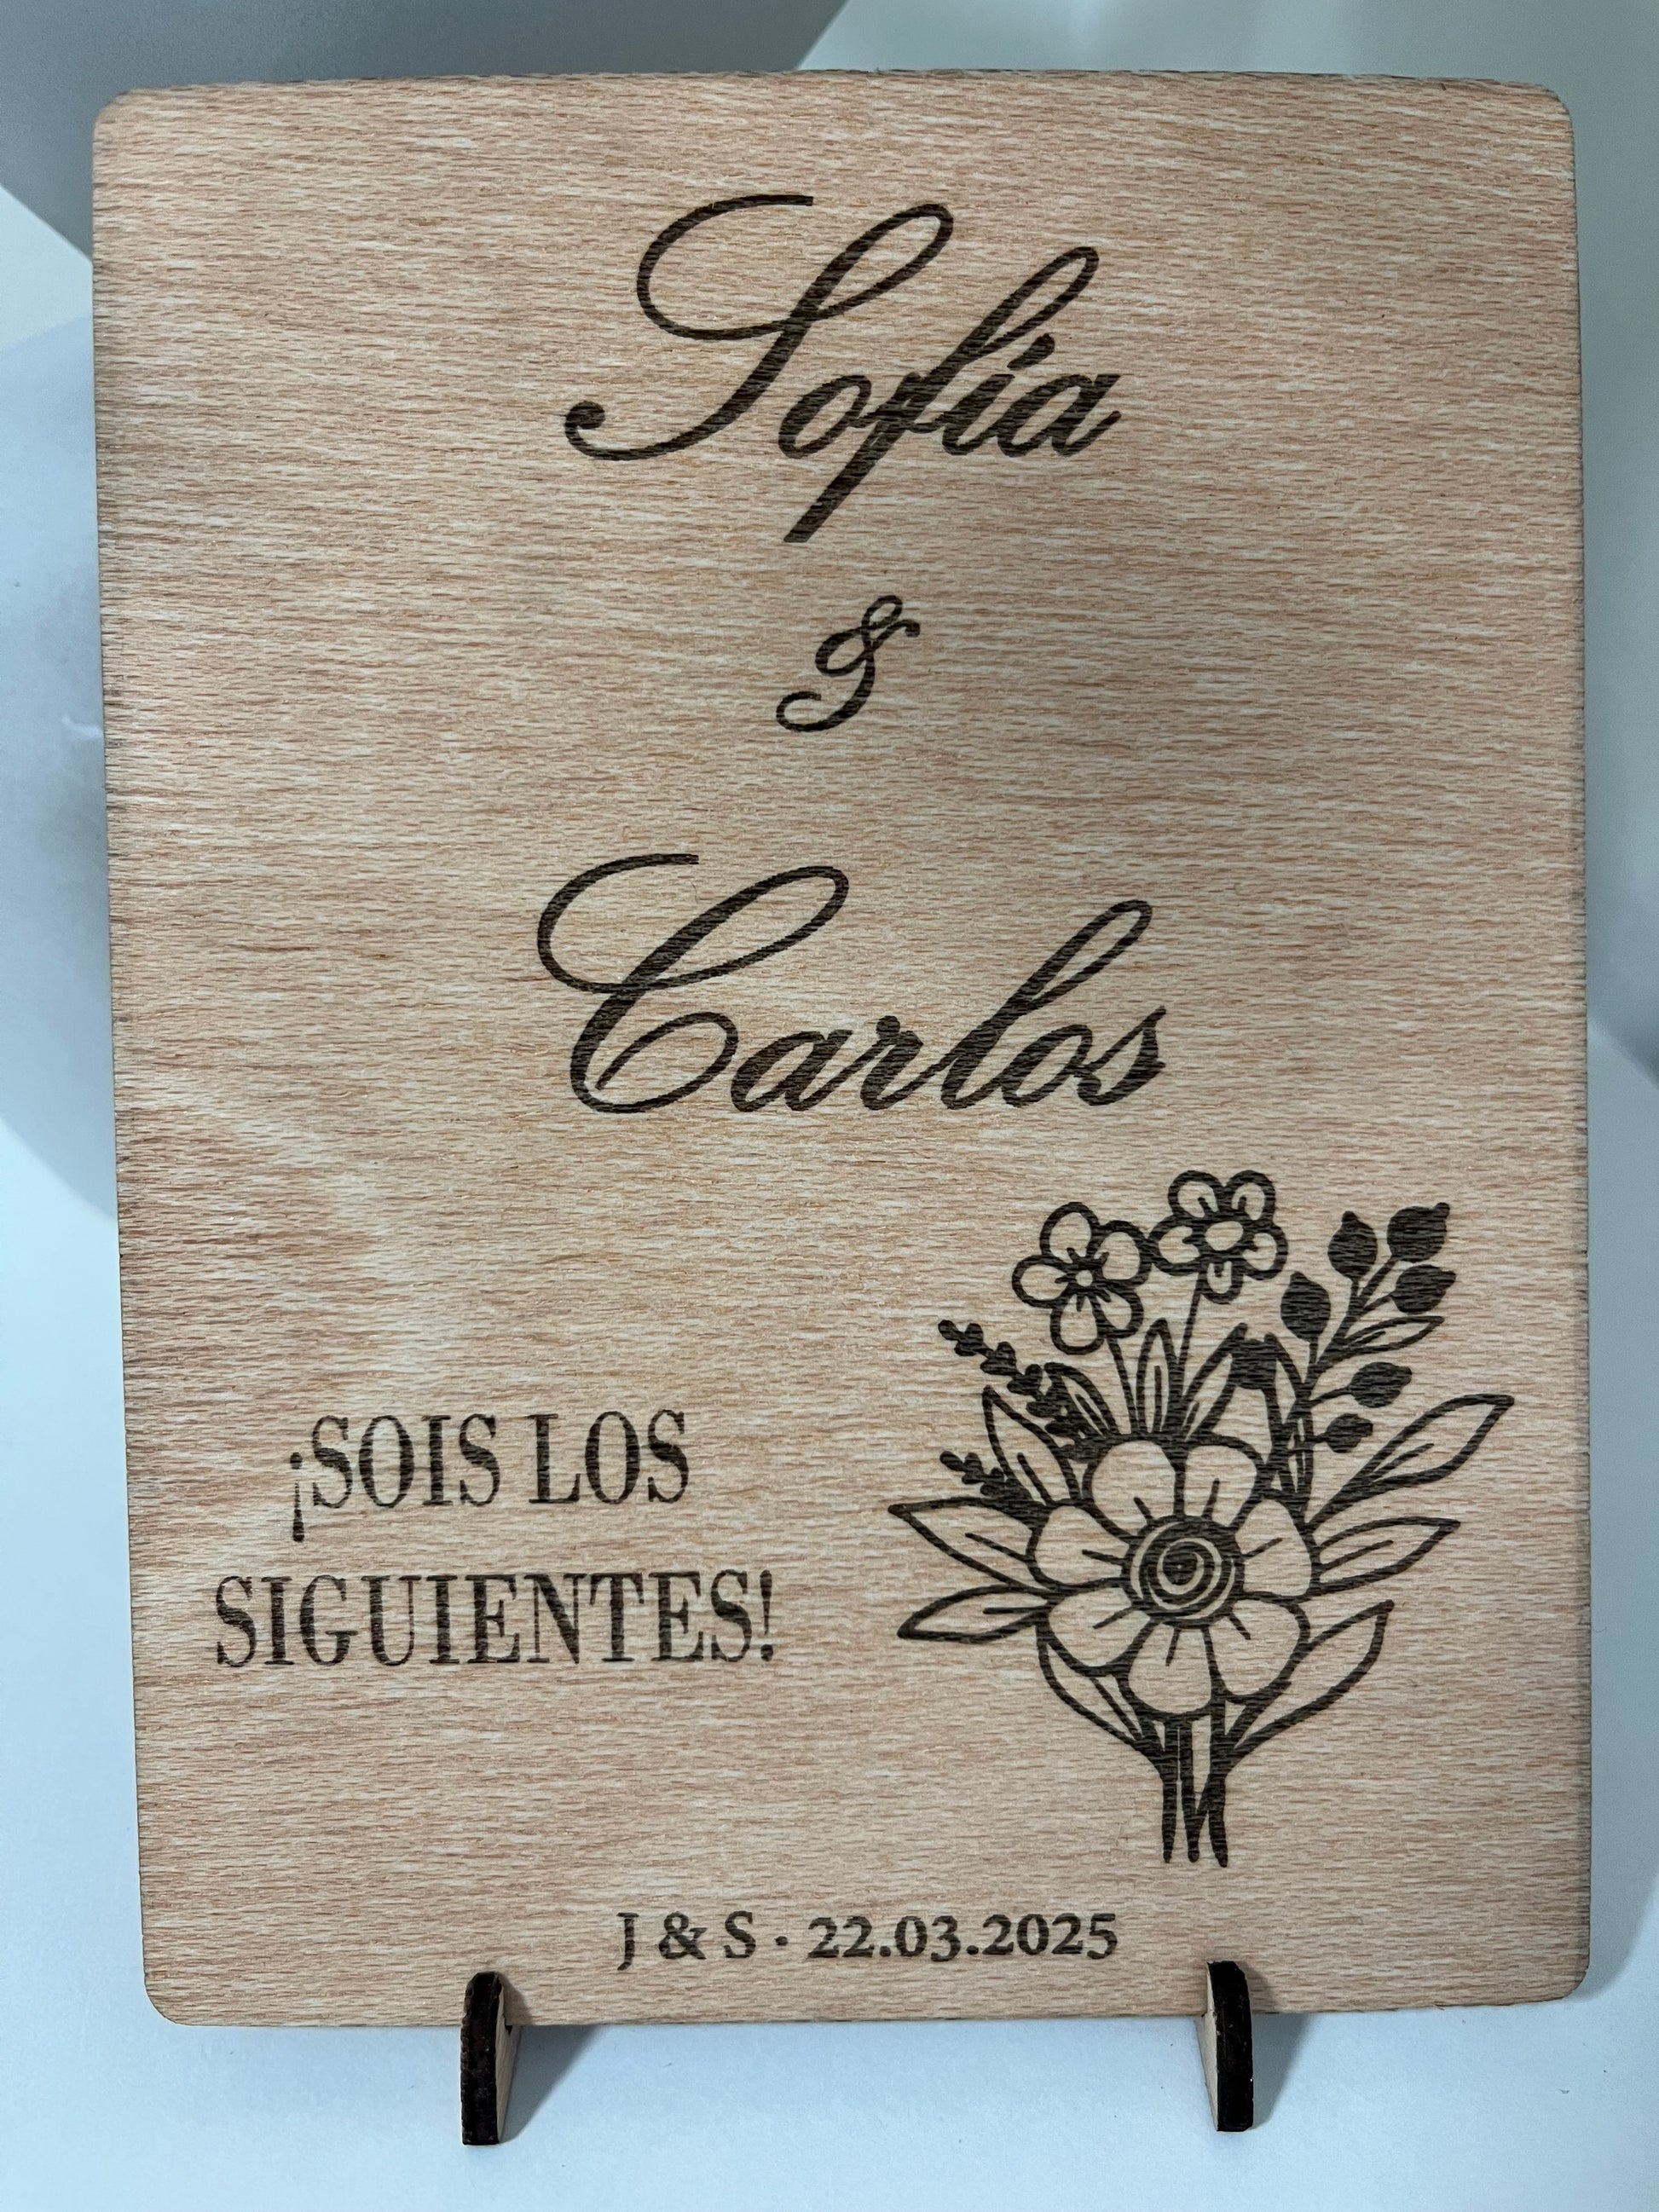 Sofía
&
Carlos
¡SOIS LOS
SIGUIENTES!
J & S · 22.03.2025